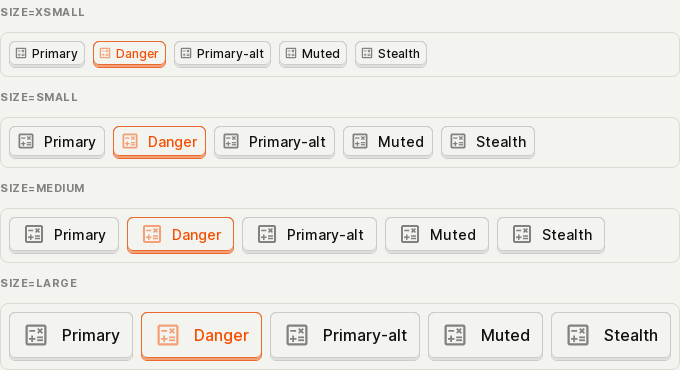 SIZE=XSMALL
Primary Danger Primary-alt Muted Stealth
SIZE=SMALL
Primary Danger Primary-alt Muted Stealth
SIZE=MEDIUM
Primary Danger Primary-alt Muted Stealth
SIZE=LARGE
Primary Danger Primary-alt Muted Stealth